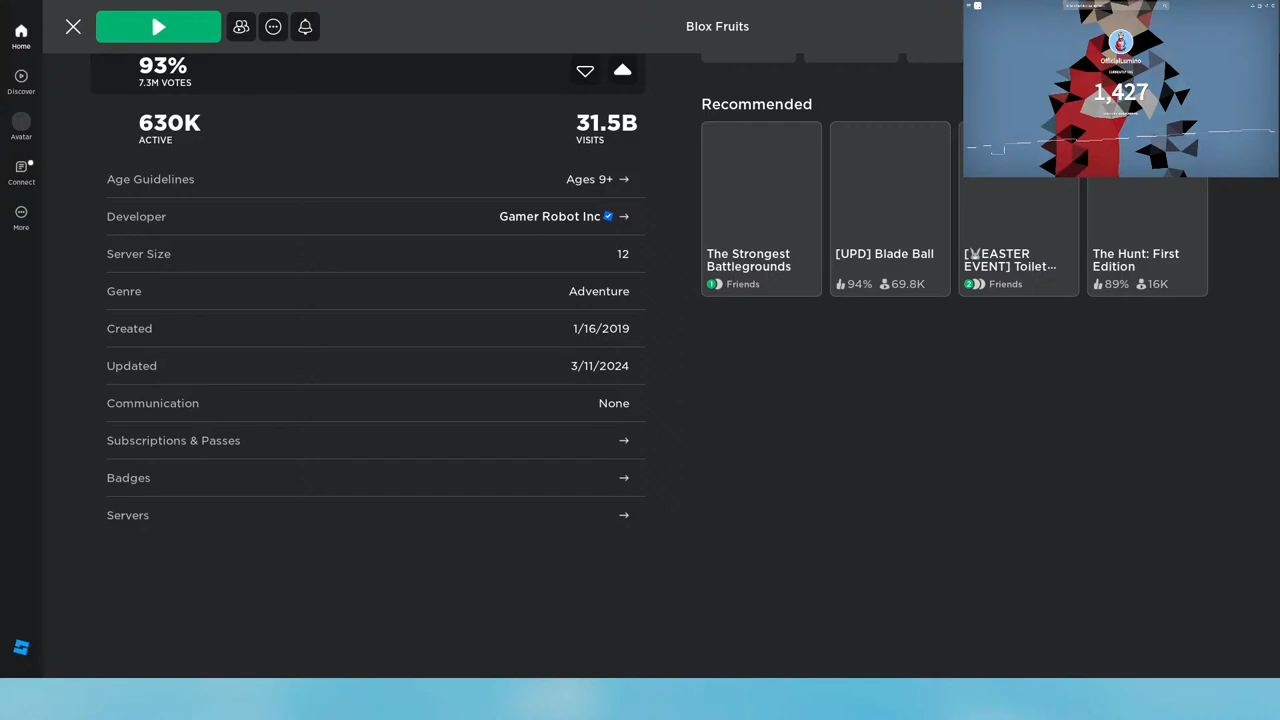 Home
Discover
Avatar
Connect
More
Blox Fruits
93%
7.3M VOTES
630K
ACTIVE
31.5B
VISITS
Age Guidelines
Ages 9+
Developer
Gamer Robot Inc
Server Size
12
Genre
Adventure
Created
1/16/2019
Updated
3/11/2024
Communication
None
Subscriptions & Passes
Badges
Servers
Recommended
The Strongest
Battlegrounds
1
Friends
[UPD] Blade Ball
94%
69.8K
[🐰EASTER
EVENT] Toilet...
2
Friends
The Hunt: First
Edition
89%
16K
OfficialLumino
1,427